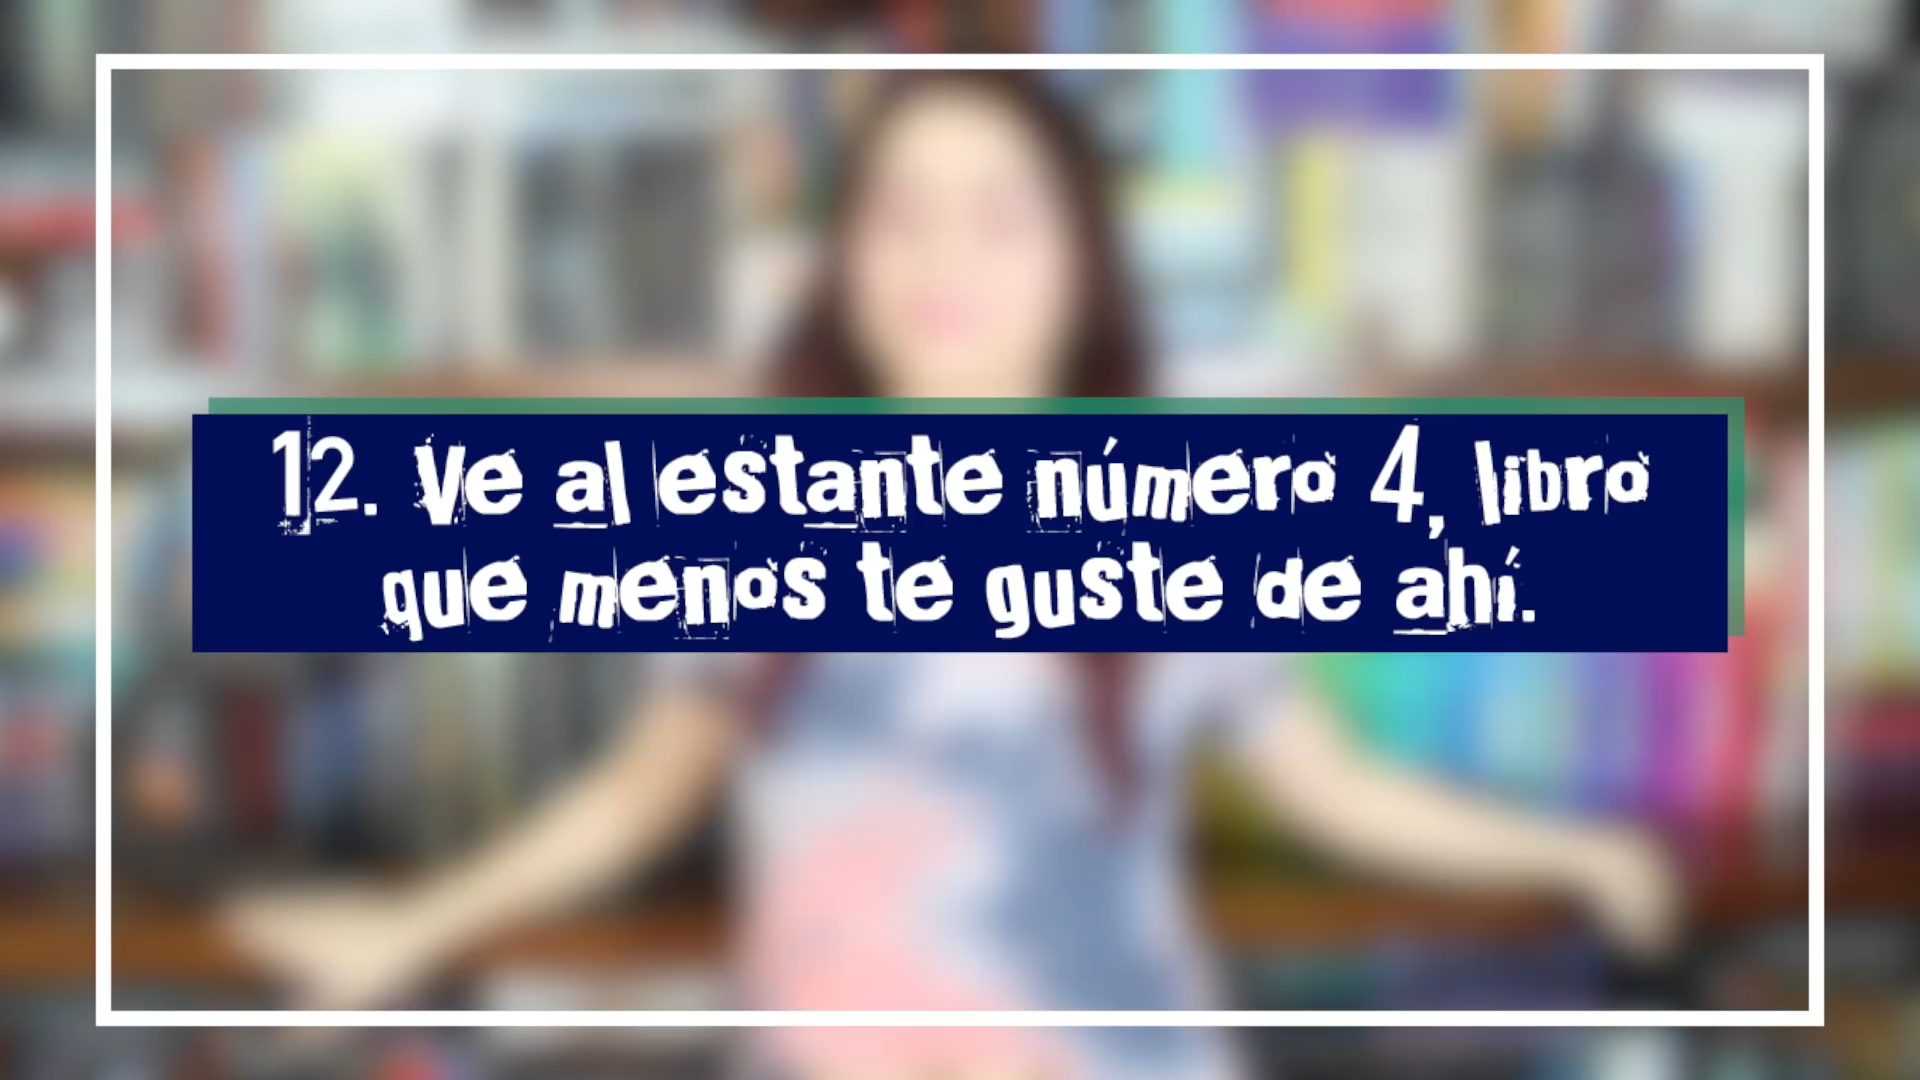 12. Ve al estante número 4, libro
que menos te guste de ahí.